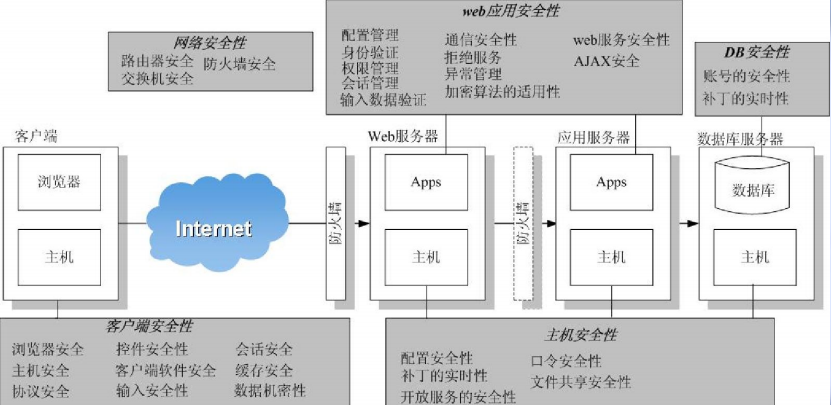 web应用安全性
配置管理
身份验证
权限管理
会话管理
输入数据验证
通信安全性
拒绝服务
异常管理
加密算法的适用性
web服务安全性
AJAX安全
网络安全性
路由器安全 防火墙安全
交换机安全
DB安全性
账号的安全性
补丁的实时性
客户端
浏览器
主机
Internet
防火墙
Web服务器
Apps
主机
防火墙
应用服务器
Apps
主机
数据库服务器
数据库
主机
客户端安全性
浏览器安全 控件安全性 会话安全
主机安全 客户端软件安全 缓存安全
协议安全 输入安全性 数据机密性
主机安全性
配置安全性
补丁的实时性
开放服务的安全性
口令安全性
文件共享安全性